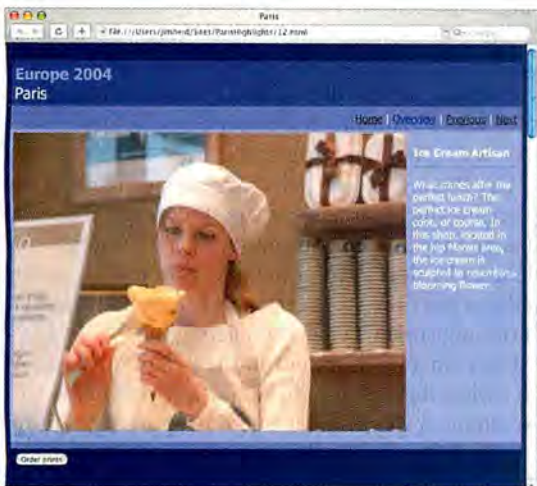 Paris
Europe 2004
Paris
Home | Overview | Previous | Next
Ice Cream Artisan
What comes after the
perfect lunch? The
perfect ice cream
cone, of course. In
this shop, located in
the hip Marais area,
the ice cream is
sculpted to resemble a
blooming flower.
Order prints